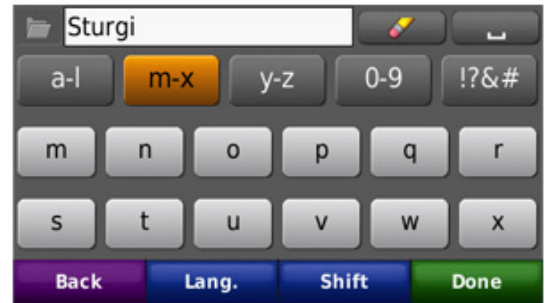 Sturgi
a-l m-x y-z 0-9 !?&#
m n o p q r
s t u v w x
Back Lang. Shift Done